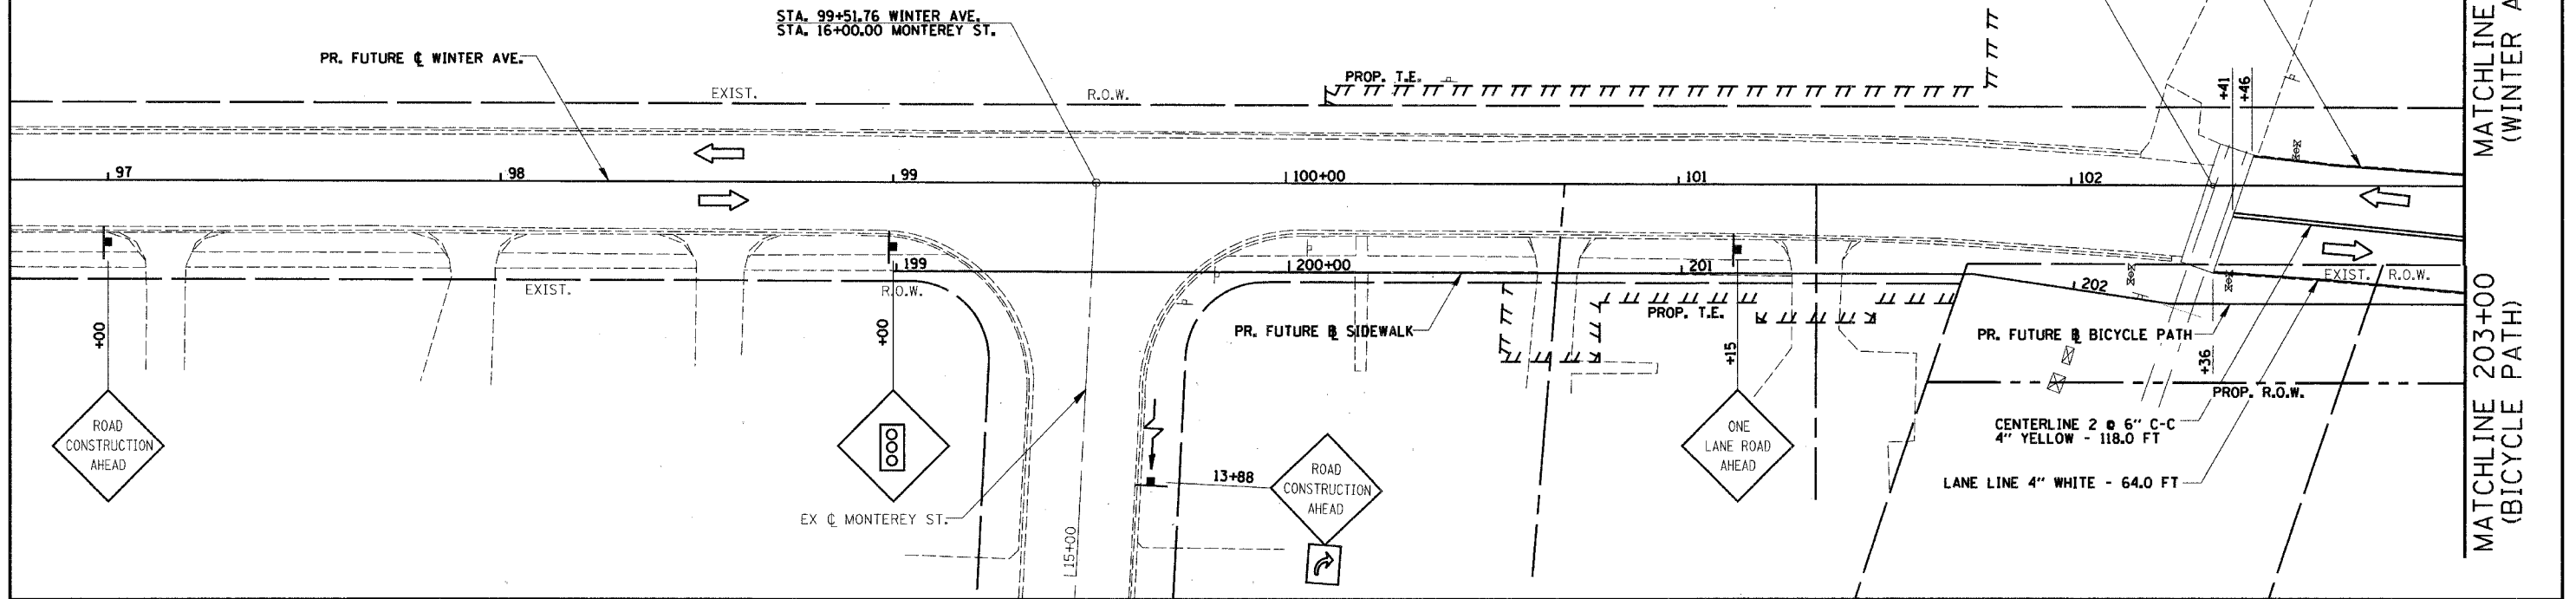 STA. 99+51.76 WINTER AVE.
STA. 16+00.00 MONTEREY ST.
PR. FUTURE ℄ WINTER AVE.
EXIST.
R.O.W.
PROP. T.E.
+41
+46
97
98
99
100+00
101
102
199
200+00
201
202
EXIST.
R.O.W.
EXIST. R.O.W.
PROP. T.E.
PR. FUTURE B SIDEWALK
PR. FUTURE B BICYCLE PATH
+00
+00
+15
+36
PROP. R.O.W.
ROAD
CONSTRUCTION
AHEAD
ONE
LANE ROAD
AHEAD
13+88
ROAD
CONSTRUCTION
AHEAD
CENTERLINE 2 @ 6" C-C
4" YELLOW - 118.0 FT
LANE LINE 4" WHITE - 64.0 FT
EX ℄ MONTEREY ST.
15+00
MATCHLINE
(WINTER A
MATCHLINE 203+00
(BICYCLE PATH)